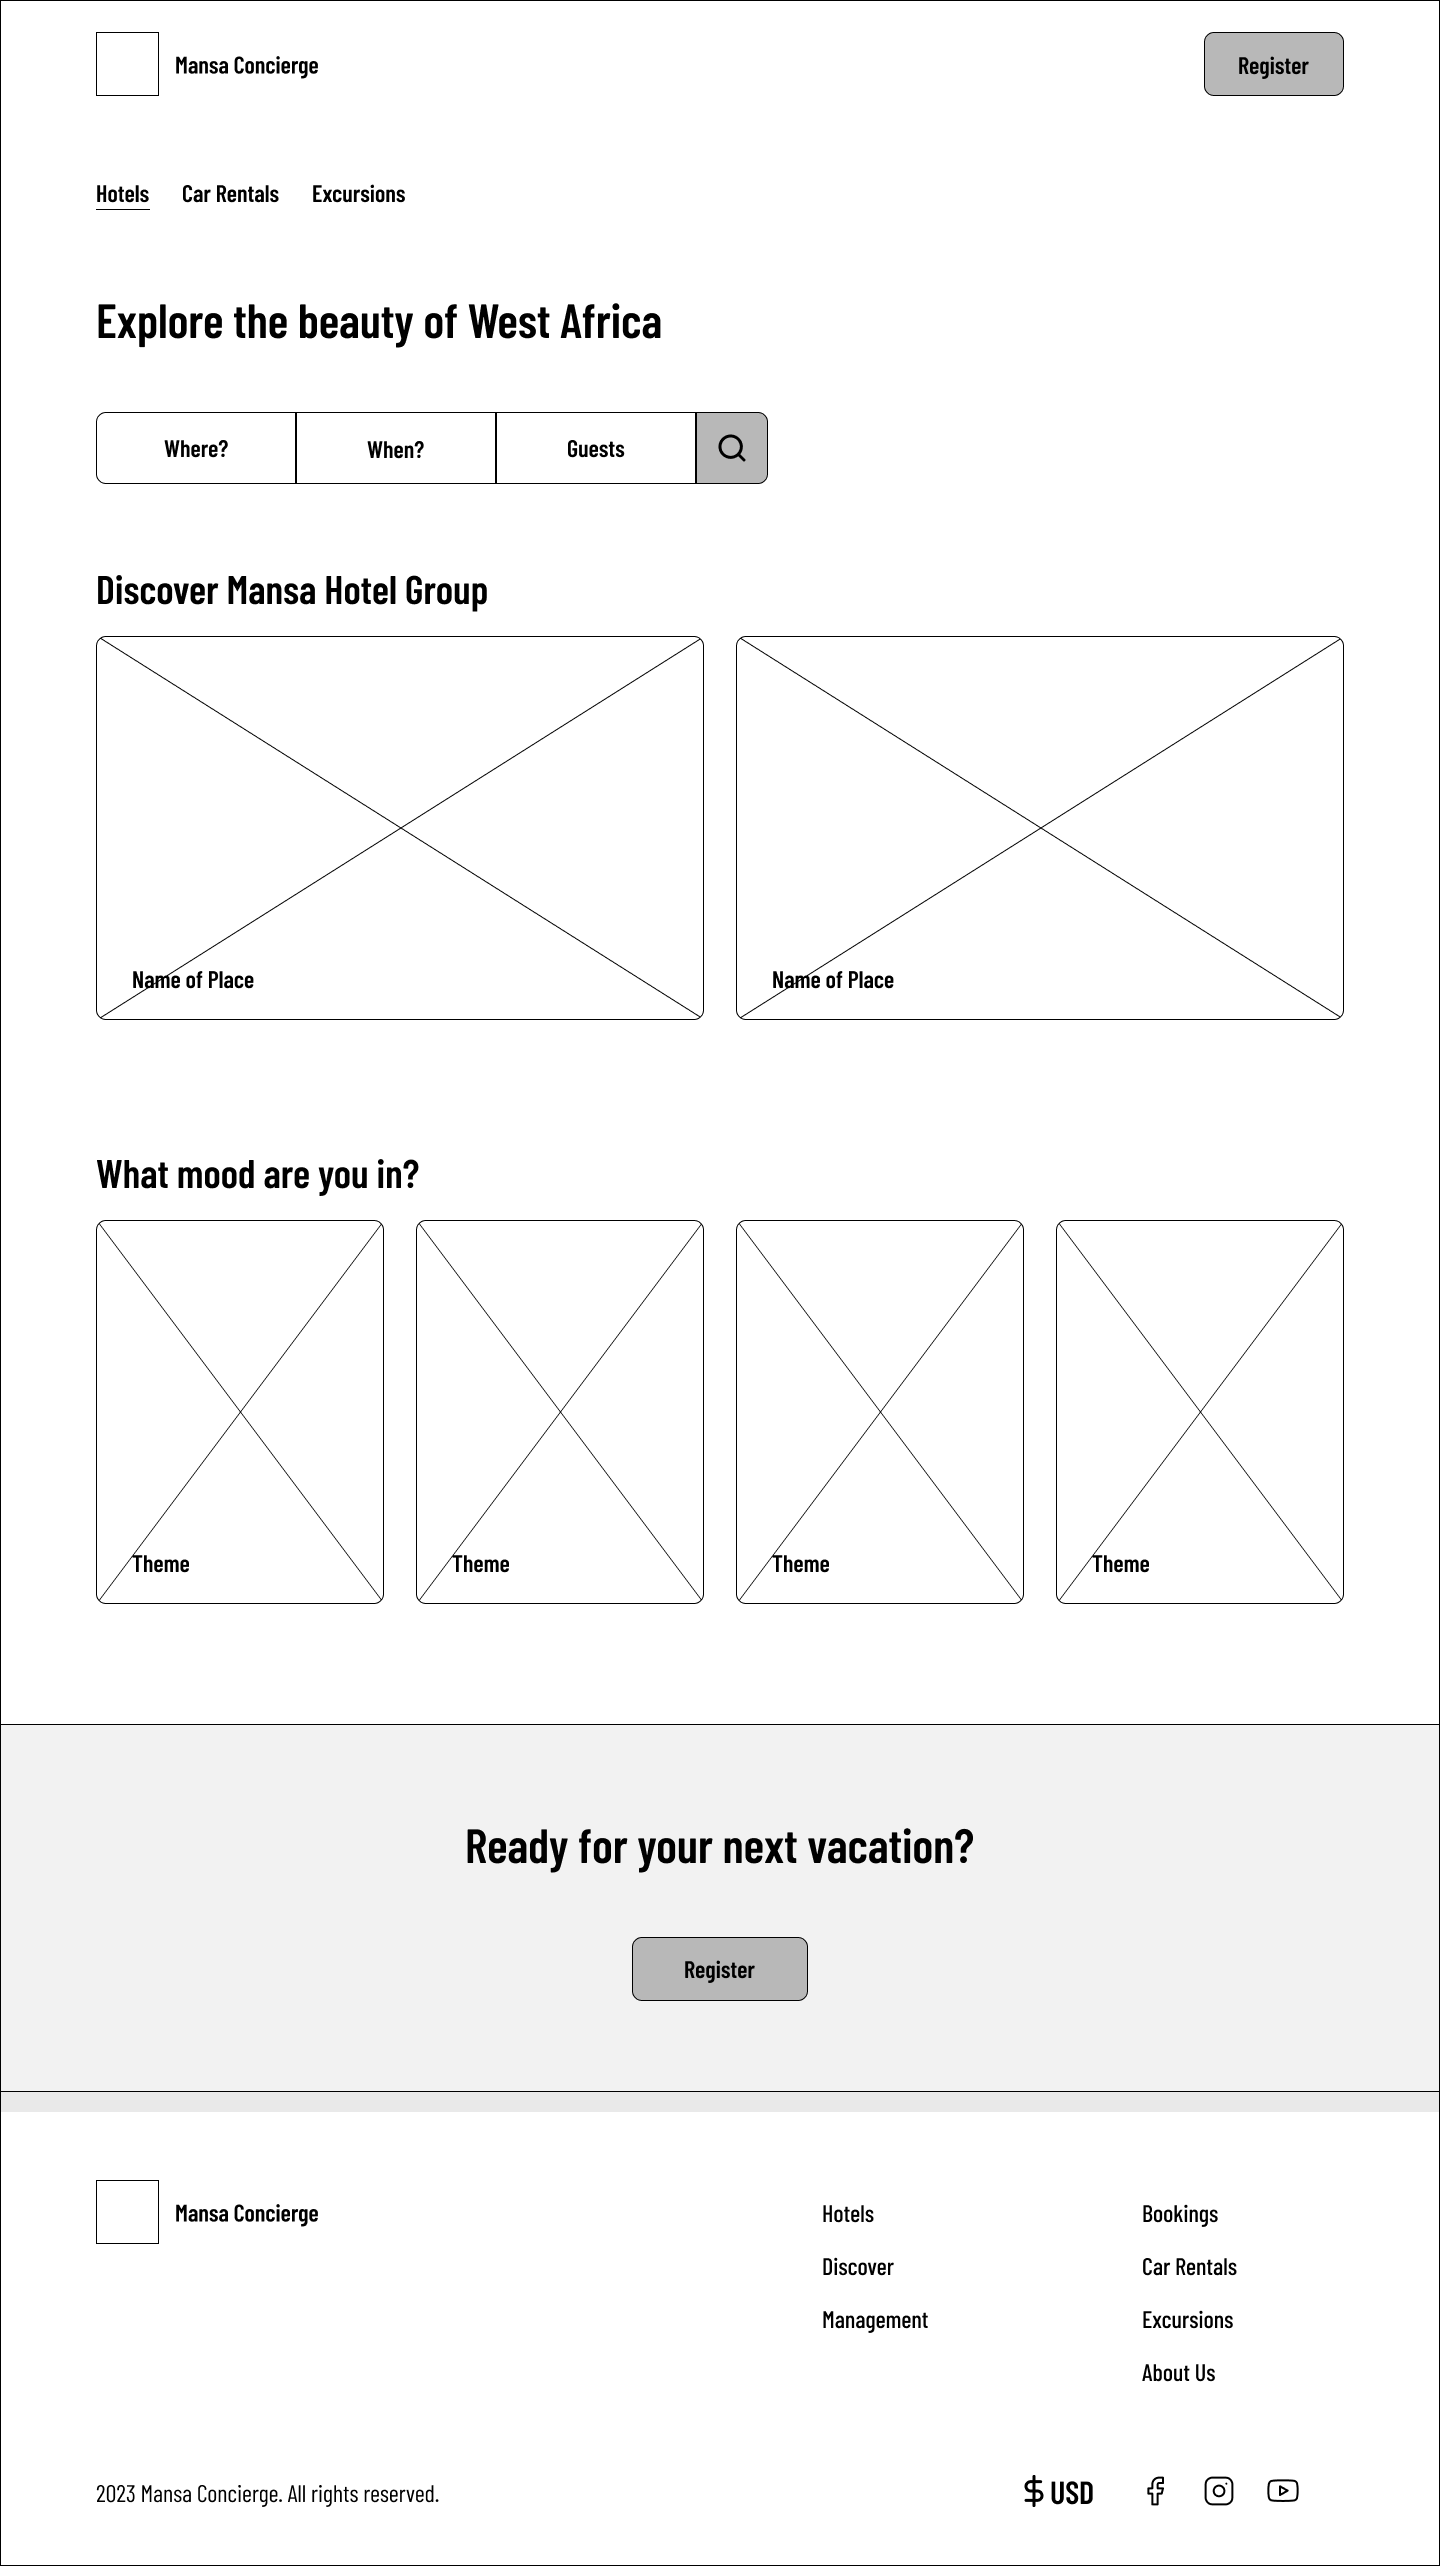 Mansa Concierge
Register
Hotels
Car Rentals
Excursions
Explore the beauty of West Africa
Where?
When?
Guests
Discover Mansa Hotel Group
Name of Place
Name of Place
What mood are you in?
Theme
Theme
Theme
Theme
Ready for your next vacation?
Register
Mansa Concierge
Hotels
Discover
Management
Bookings
Car Rentals
Excursions
About Us
2023 Mansa Concierge. All rights reserved.
$ USD